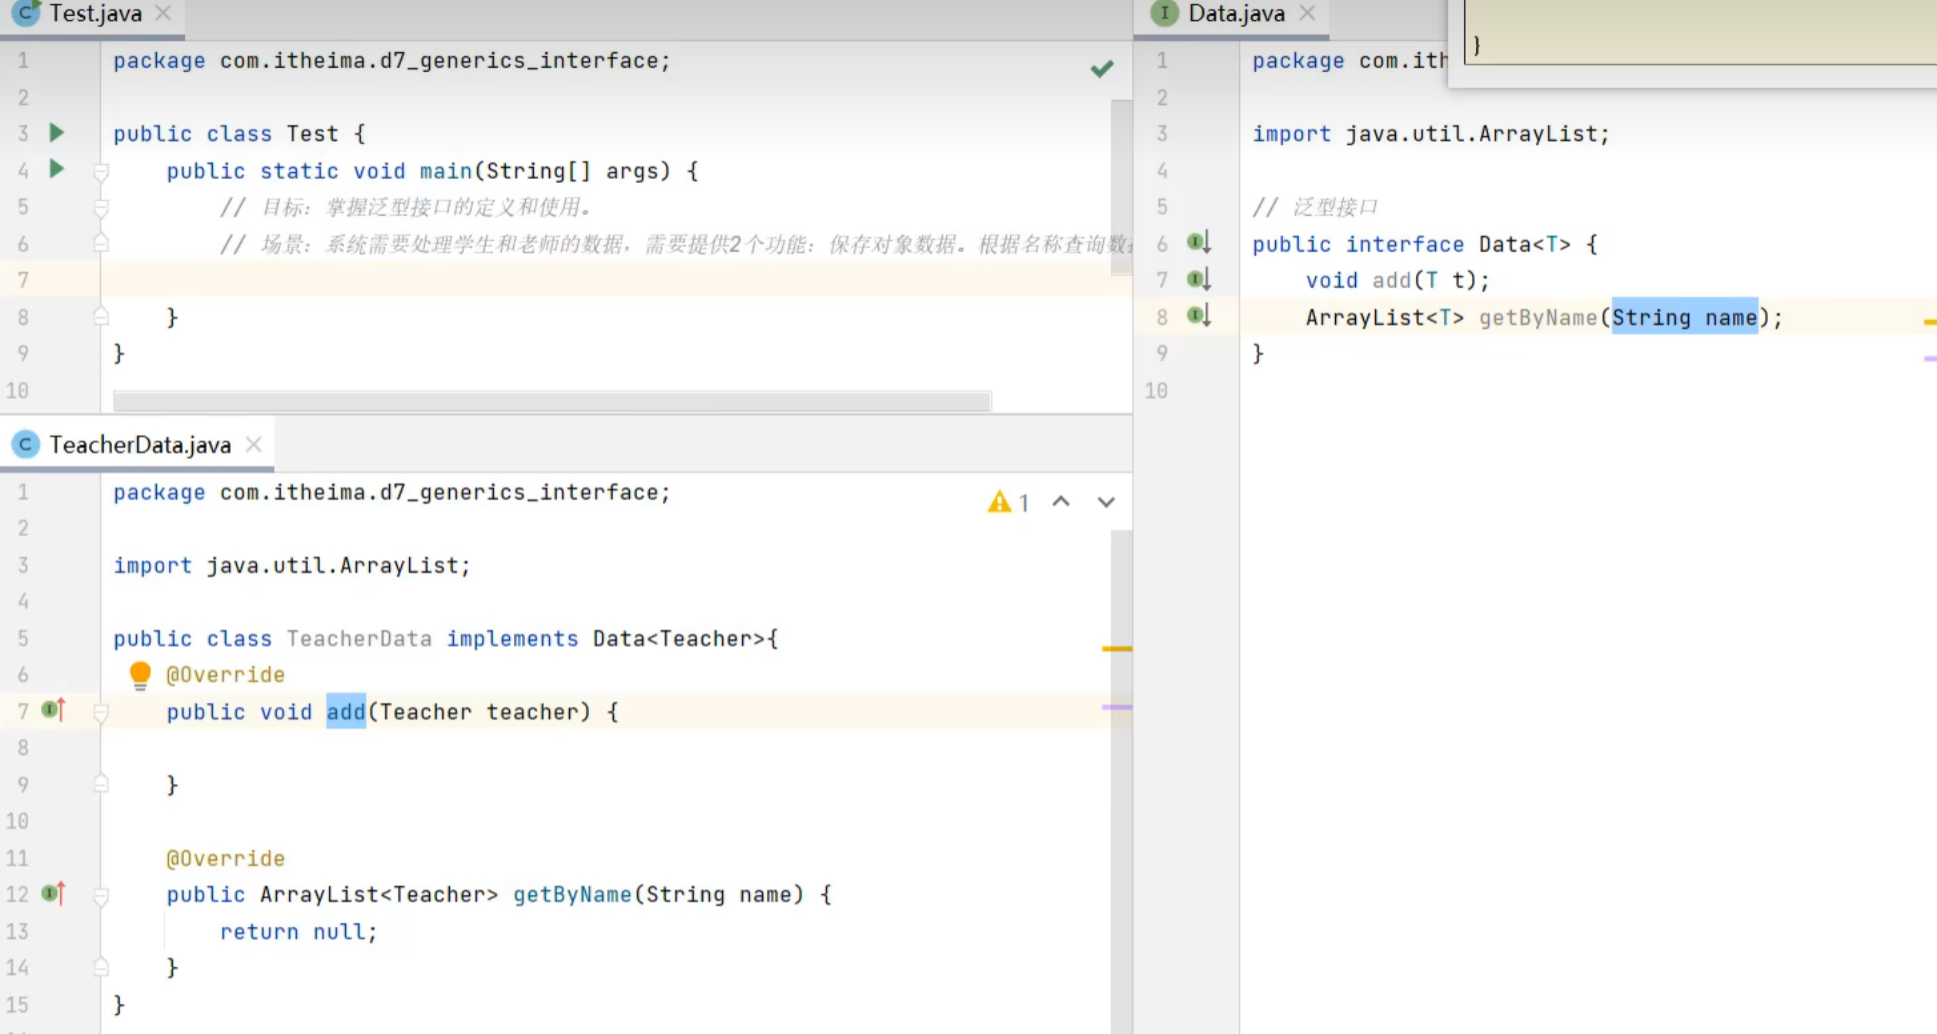 Test.java
1 package com.itheima.d7_generics_interface;
2
3 public class Test {
4 public static void main(String[] args) {
5 // 目标：掌握泛型接口的定义和使用。
6 // 场景：系统需要处理学生和老师的数据，需要提供2个功能：保存对象数据。根据名称查询数
7
8 }
9 }
10
TeacherData.java
1 package com.itheima.d7_generics_interface;
1
2
3 import java.util.ArrayList;
4
5 public class TeacherData implements Data<Teacher>{
6 @Override
7 public void add(Teacher teacher) {
8
9 }
10
11 @Override
12 public ArrayList<Teacher> getByName(String name) {
13 return null;
14 }
15 }
Data.java
}
1 package com.ith
2
3 import java.util.ArrayList;
4
5 // 泛型接口
6 public interface Data<T> {
7 void add(T t);
8 ArrayList<T> getByName(String name);
9 }
10